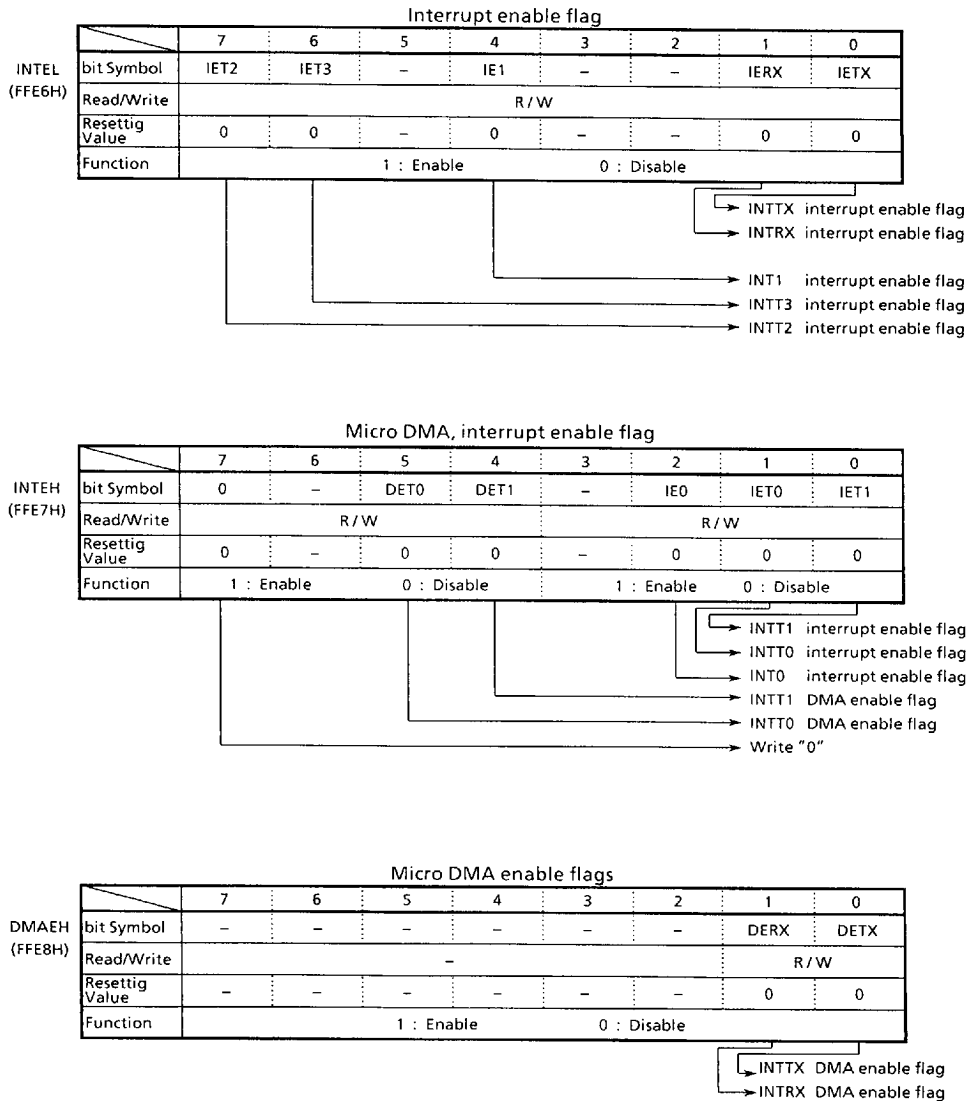 Interrupt enable flag
7 6 5 4 3 2 1 0
INTEL (FFE6H)
bit Symbol IET2 IET3 – IE1 – – IERX IETX
Read/Write R/W
Resettig Value 0 0 – 0 – – 0 0
Function 1 : Enable 0 : Disable
INTTX interrupt enable flag
INTRX interrupt enable flag
INT1 interrupt enable flag
INTT3 interrupt enable flag
INTT2 interrupt enable flag
Micro DMA, interrupt enable flag
7 6 5 4 3 2 1 0
INTEH (FFE7H)
bit Symbol 0 – DET0 DET1 – IE0 IET0 IET1
Read/Write R/W R/W
Resettig Value 0 – 0 0 – 0 0 0
Function 1 : Enable 0 : Disable 1 : Enable 0 : Disable
INTT1 interrupt enable flag
INTT0 interrupt enable flag
INT0 interrupt enable flag
INTT1 DMA enable flag
INTT0 DMA enable flag
Write "0"
Micro DMA enable flags
7 6 5 4 3 2 1 0
DMAEH (FFE8H)
bit Symbol – – – – – – DERX DETX
Read/Write – R/W
Resettig Value – – – – – – 0 0
Function 1 : Enable 0 : Disable
INTTX DMA enable flag
INTRX DMA enable flag